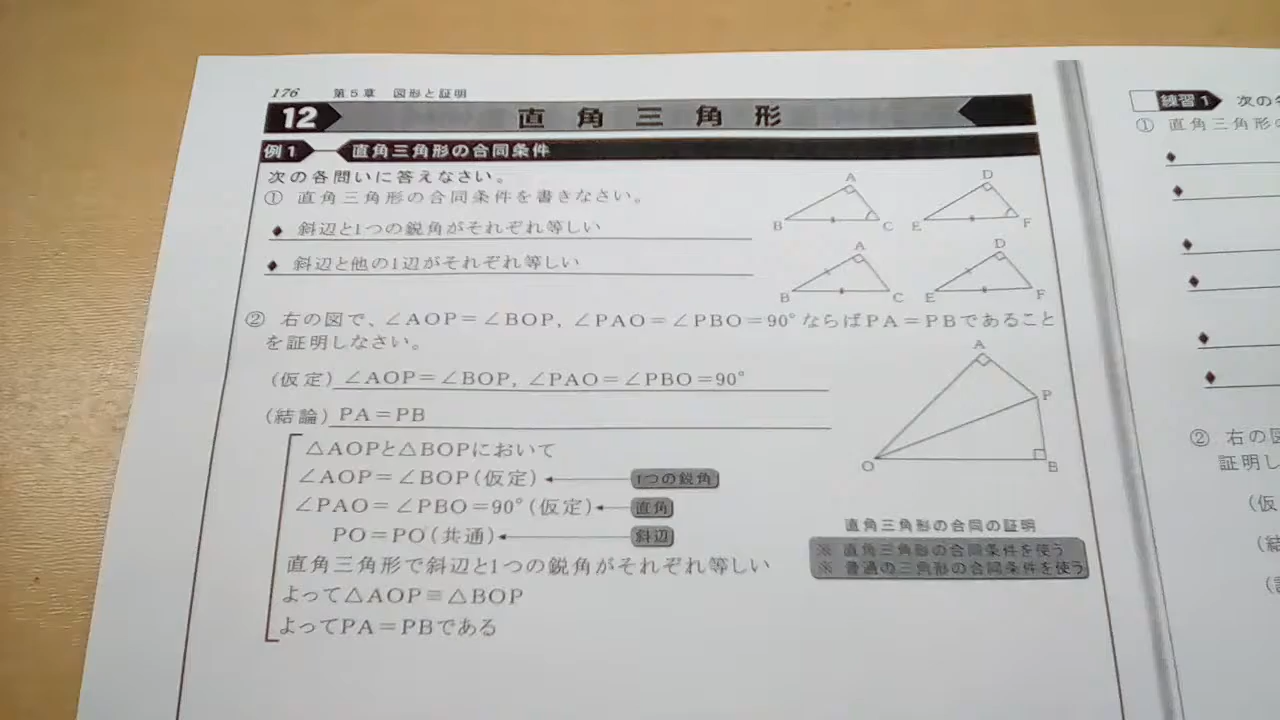 176 第5章 図形と証明
12 直角三角形
例1 直角三角形の合同条件
次の各問いに答えなさい。
① 直角三角形の合同条件を書きなさい。
♦ 斜辺と1つの鋭角がそれぞれ等しい
♦ 斜辺と他の1辺がそれぞれ等しい
A
B
C
D
E
F
A
B
C
D
E
F
② 右の図で、∠AOP=∠BOP, ∠PAO=∠PBO=90°ならばPA=PBであること
を証明しなさい。
(仮定) ∠AOP=∠BOP, ∠PAO=∠PBO=90°
(結論) PA=PB
△AOPと△BOPにおいて
∠AOP=∠BOP(仮定) 1つの鋭角
∠PAO=∠PBO=90°(仮定) 直角
PO=PO(共通) 斜辺
直角三角形で斜辺と1つの鋭角がそれぞれ等しい
よって△AOP≡△BOP
よってPA=PBである
A
P
O
B
直角三角形の合同の証明
※ 直角三角形の合同条件を使う
※ 普通の三角形の合同条件を使う
練習1 次の
① 直角三角形
② 右の
証明し
(仮